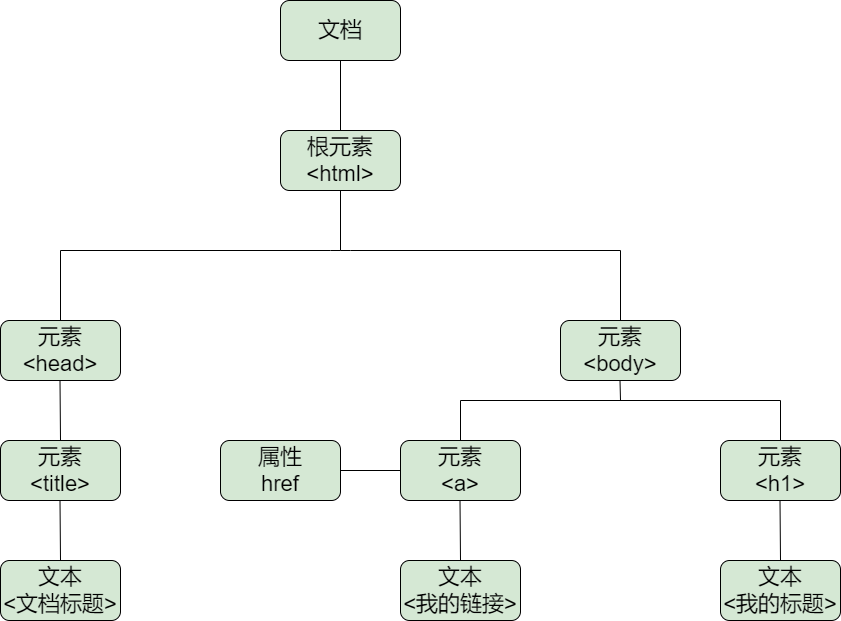 文档
根元素
<html>
元素
<head>
元素
<body>
元素
<title>
属性
href
元素
<a>
元素
<h1>
文本
<文档标题>
文本
<我的链接>
文本
<我的标题>